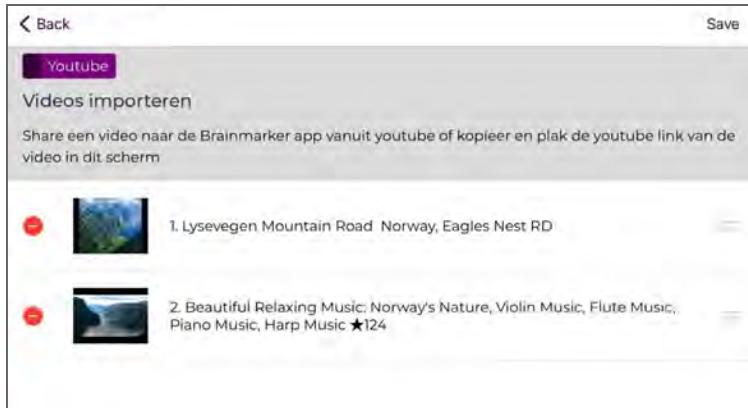 Back
Save
Youtube
Videos importeren
Share een video naar de Brainmarker app vanuit youtube of kopieer en plak de youtube link van de
video in dit scherm
1. Lysevegen Mountain Road  Norway, Eagles Nest RD
2. Beautiful Relaxing Music: Norway's Nature, Violin Music, Flute Music,
Piano Music, Harp Music ★124